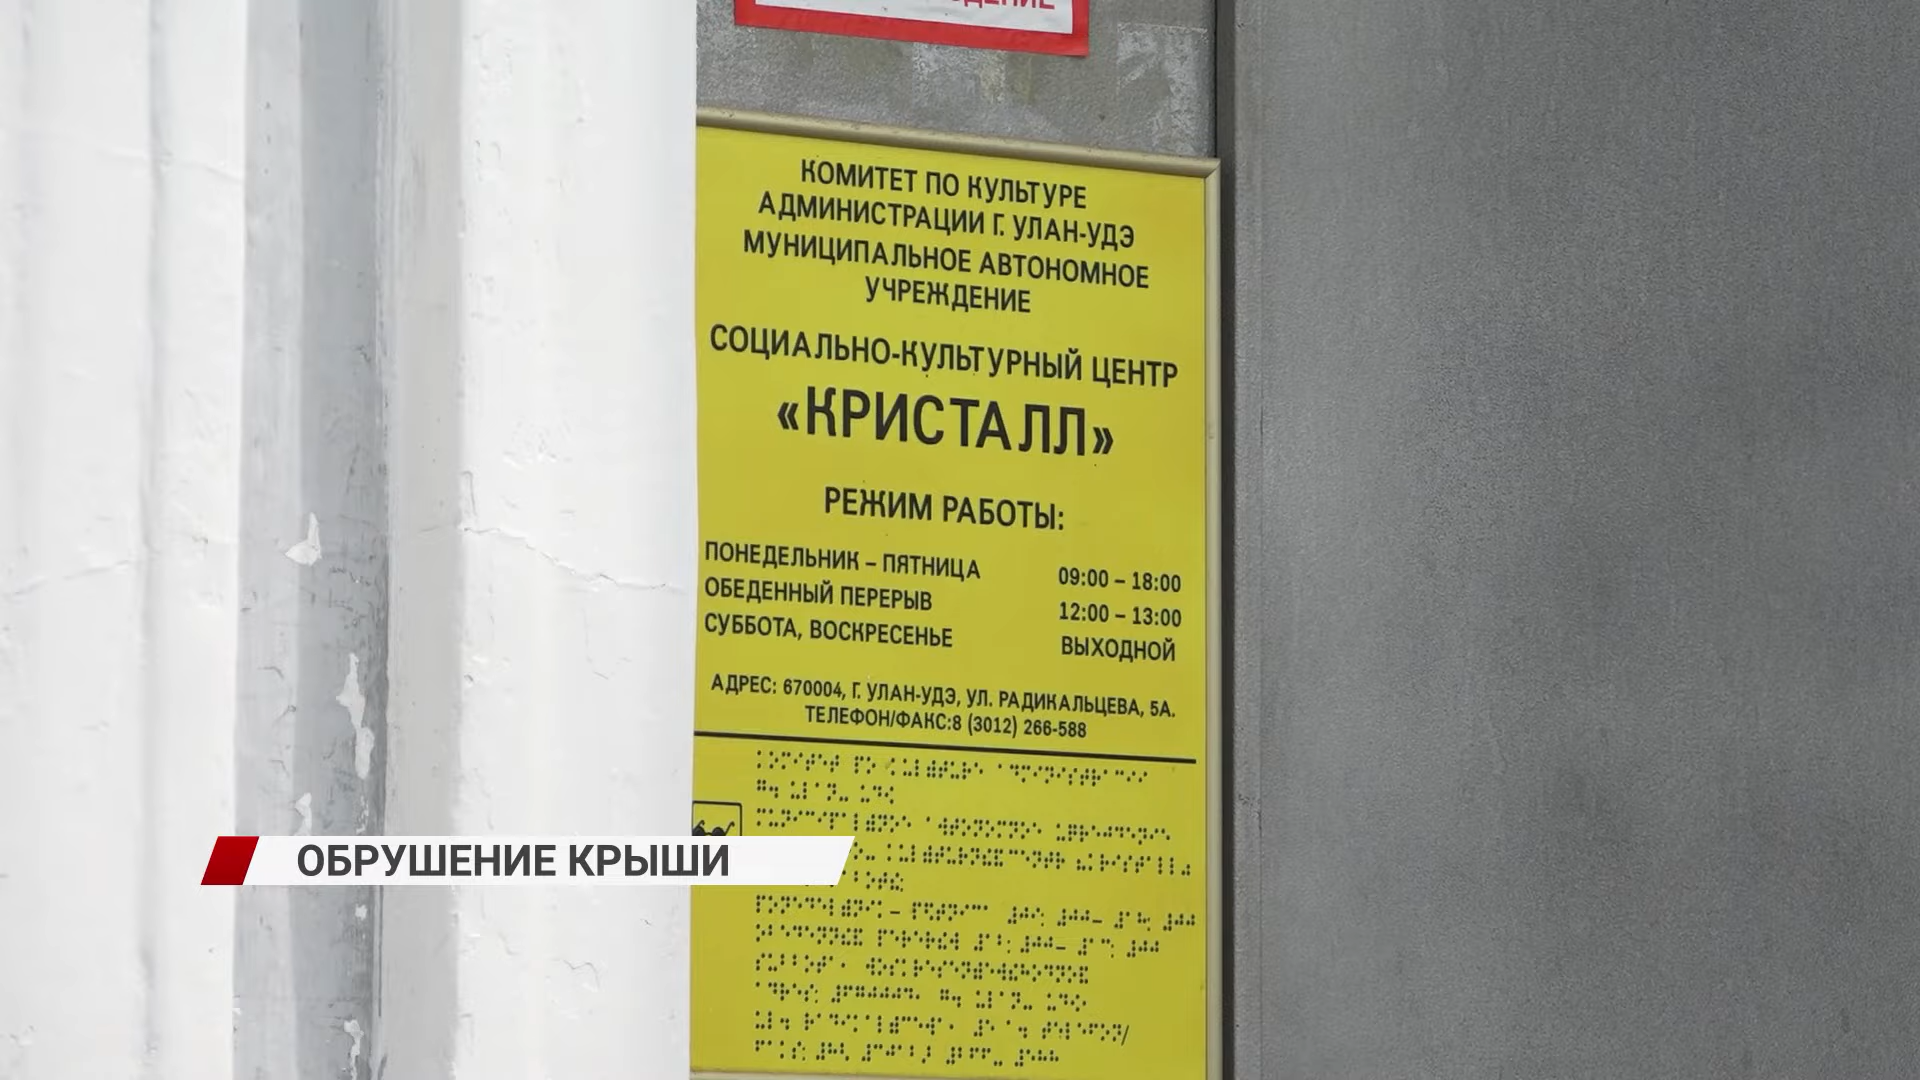 КОМИТЕТ ПО КУЛЬТУРЕ
АДМИНИСТРАЦИИ Г. УЛАН-УДЭ
МУНИЦИПАЛЬНОЕ АВТОНОМНОЕ
УЧРЕЖДЕНИЕ
СОЦИАЛЬНО-КУЛЬТУРНЫЙ ЦЕНТР
«КРИСТАЛЛ»
РЕЖИМ РАБОТЫ:
ПОНЕДЕЛЬНИК – ПЯТНИЦА 09:00 – 18:00
ОБЕДЕННЫЙ ПЕРЕРЫВ 12:00 – 13:00
СУББОТА, ВОСКРЕСЕНЬЕ ВЫХОДНОЙ
АДРЕС: 670004, Г. УЛАН-УДЭ, УЛ. РАДИКАЛЬЦЕВА, 5А.
ТЕЛЕФОН/ФАКС:8 (3012) 266-588
ОБРУШЕНИЕ КРЫШИ